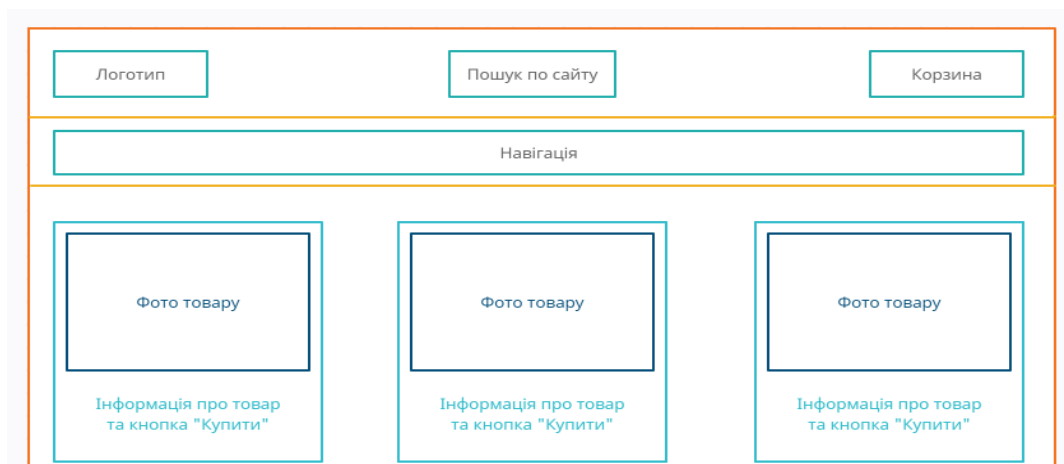 Логотип
Пошук по сайту
Корзина
Навігація
Фото товару
Фото товару
Фото товару
Інформація про товар
та кнопка "Купити"
Інформація про товар
та кнопка "Купити"
Інформація про товар
та кнопка "Купити"